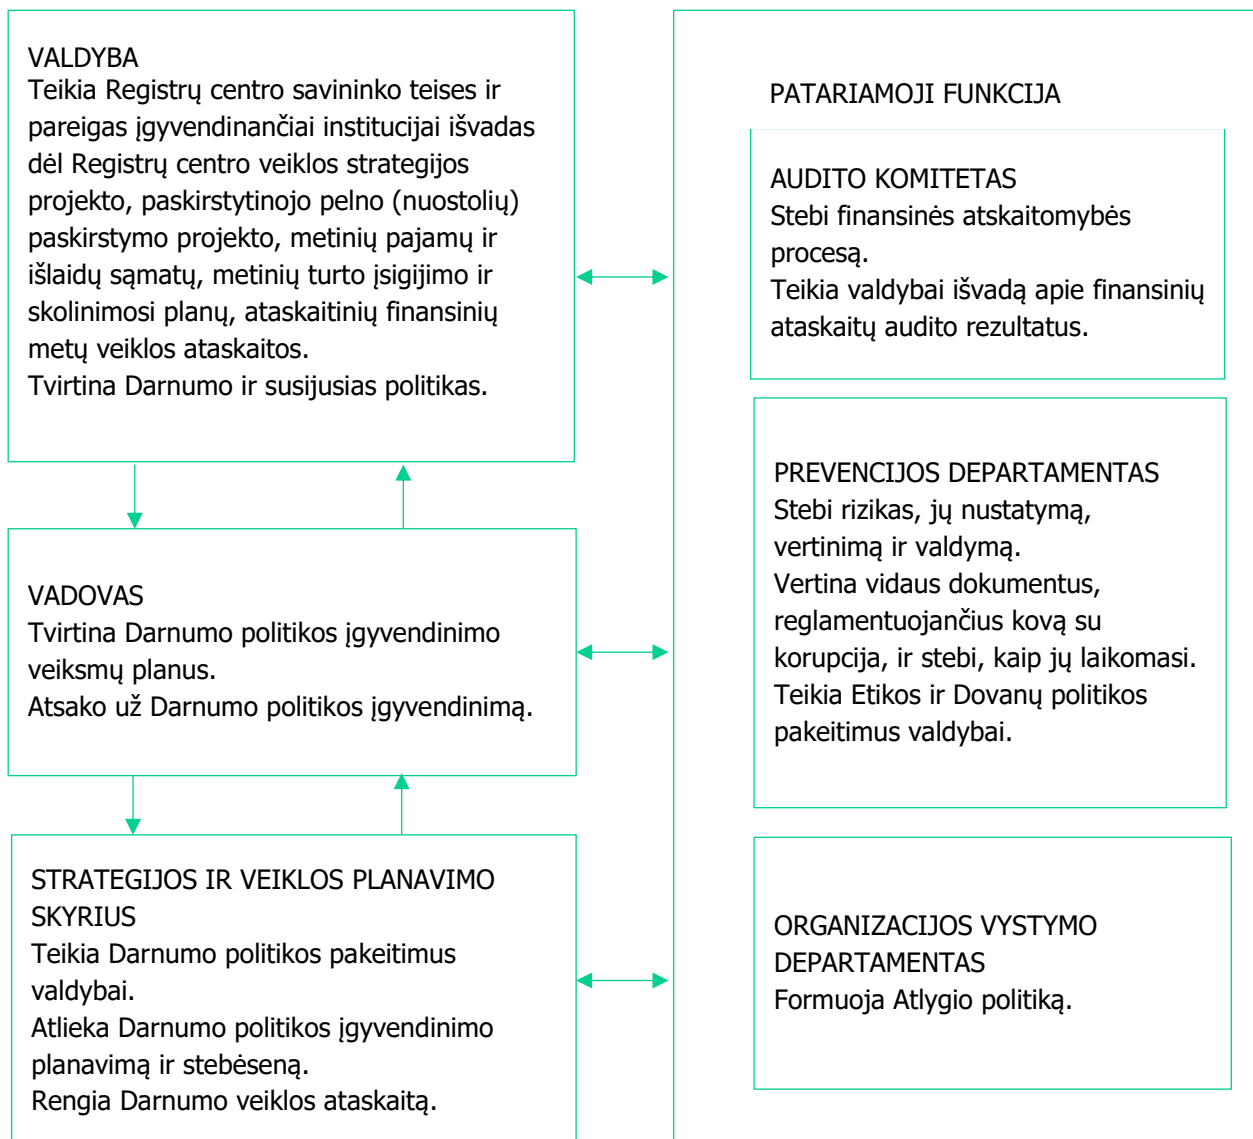 VALDYBA
Teikia Registrų centro savininko teises ir
pareigas įgyvendinančiai institucijai išvadas
dėl Registrų centro veiklos strategijos
projekto, paskirstytinojo pelno (nuostolių)
paskirstymo projekto, metinių pajamų ir
išlaidų sąmatų, metinių turto įsigijimo ir
skolinimosi planų, ataskaitinių finansinių
metų veiklos ataskaitos.
Tvirtina Darnumo ir susijusias politikas.
VADOVAS
Tvirtina Darnumo politikos įgyvendinimo
veiksmų planus.
Atsako už Darnumo politikos įgyvendinimą.
STRATEGIJOS IR VEIKLOS PLANAVIMO
SKYRIUS
Teikia Darnumo politikos pakeitimus
valdybai.
Atlieka Darnumo politikos įgyvendinimo
planavimą ir stebėseną.
Rengia Darnumo veiklos ataskaitą.
PATARIAMOJI FUNKCIJA
AUDITO KOMITETAS
Stebi finansinės atskaitomybės
procesą.
Teikia valdybai išvadą apie finansinių
ataskaitų audito rezultatus.
PREVENCIJOS DEPARTAMENTAS
Stebi rizikas, jų nustatymą,
vertinimą ir valdymą.
Vertina vidaus dokumentus,
reglamentuojančius kovą su
korupcija, ir stebi, kaip jų laikomasi.
Teikia Etikos ir Dovanų politikos
pakeitimus valdybai.
ORGANIZACIJOS VYSTYMO
DEPARTAMENTAS
Formuoja Atlygio politiką.